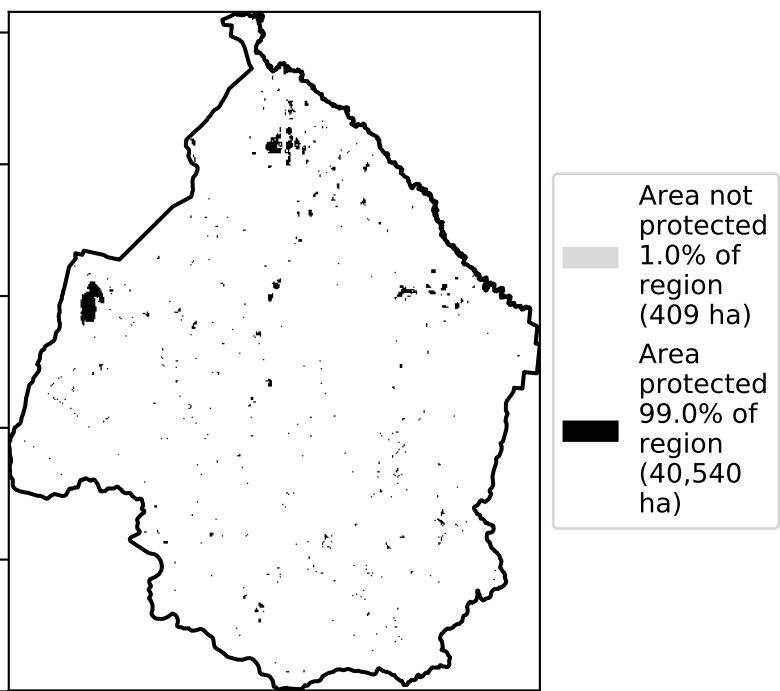 Area not
protected
1.0% of
region
(409 ha)
Area
protected
99.0% of
region
(40,540
ha)